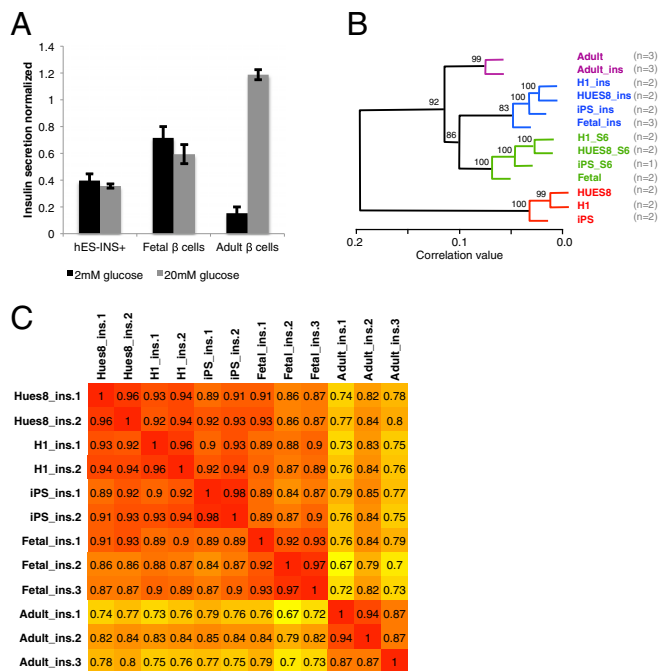 A
Insulin secretion normalized
1.4
1.2
1
0.8
0.6
0.4
0.2
0
hES-INS+ Fetal β cells Adult β cells
2mM glucose 20mM glucose
B
99
92
86
83
100
100
100
100
100
100
99
Adult (n=3)
Adult_ins (n=3)
H1_ins (n=2)
HUES8_ins (n=2)
iPS_ins (n=2)
Fetal_ins (n=3)
H1_S6 (n=2)
HUES8_S6 (n=2)
iPS_S6 (n=1)
Fetal (n=2)
HUES8 (n=2)
H1 (n=2)
iPS (n=2)
0.2 0.1 0.0
Correlation value
C
Hues8_ins.1 Hues8_ins.2 H1_ins.1 H1_ins.2 iPS_ins.1 iPS_ins.2 Fetal_ins.1 Fetal_ins.2 Fetal_ins.3 Adult_ins.1 Adult_ins.2 Adult_ins.3
Hues8_ins.1 1 0.96 0.93 0.94 0.89 0.91 0.91 0.86 0.87 0.74 0.82 0.78
Hues8_ins.2 0.96 1 0.92 0.94 0.92 0.93 0.93 0.86 0.87 0.77 0.84 0.8
H1_ins.1 0.93 0.92 1 0.96 0.9 0.93 0.89 0.88 0.9 0.73 0.83 0.75
H1_ins.2 0.94 0.94 0.96 1 0.92 0.94 0.9 0.87 0.89 0.76 0.84 0.76
iPS_ins.1 0.89 0.92 0.9 0.92 1 0.98 0.89 0.84 0.87 0.79 0.85 0.77
iPS_ins.2 0.91 0.93 0.93 0.94 0.98 1 0.89 0.87 0.9 0.76 0.84 0.75
Fetal_ins.1 0.91 0.93 0.89 0.9 0.89 0.89 1 0.92 0.93 0.76 0.84 0.79
Fetal_ins.2 0.86 0.86 0.88 0.87 0.84 0.87 0.92 1 0.97 0.67 0.79 0.7
Fetal_ins.3 0.87 0.87 0.9 0.89 0.87 0.9 0.93 0.97 1 0.72 0.82 0.73
Adult_ins.1 0.74 0.77 0.73 0.76 0.79 0.76 0.76 0.67 0.72 1 0.94 0.87
Adult_ins.2 0.82 0.84 0.83 0.84 0.85 0.84 0.84 0.79 0.82 0.94 1 0.87
Adult_ins.3 0.78 0.8 0.75 0.76 0.77 0.75 0.79 0.7 0.73 0.87 0.87 1